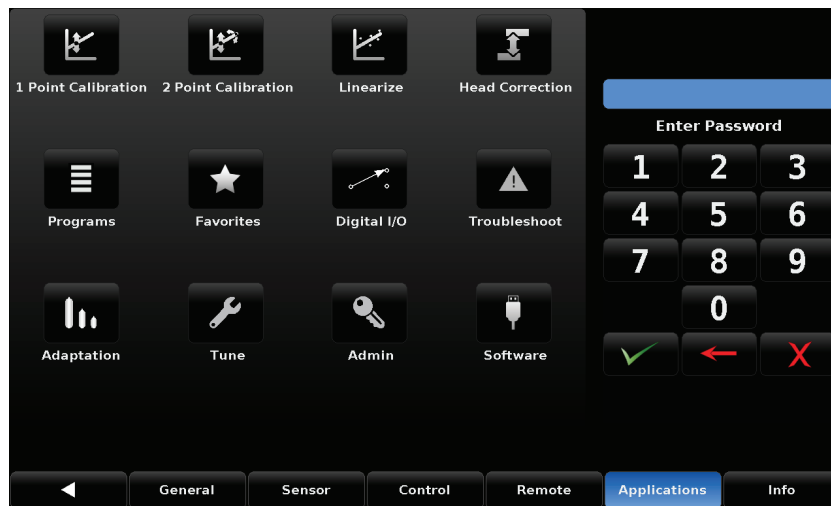 1 Point Calibration 2 Point Calibration Linearize Head Correction
Enter Password
1 2 3
Programs Favorites Digital I/O Troubleshoot
4 5 6
7 8 9
0
Adaptation Tune Admin Software
X
General Sensor Control Remote Applications Info